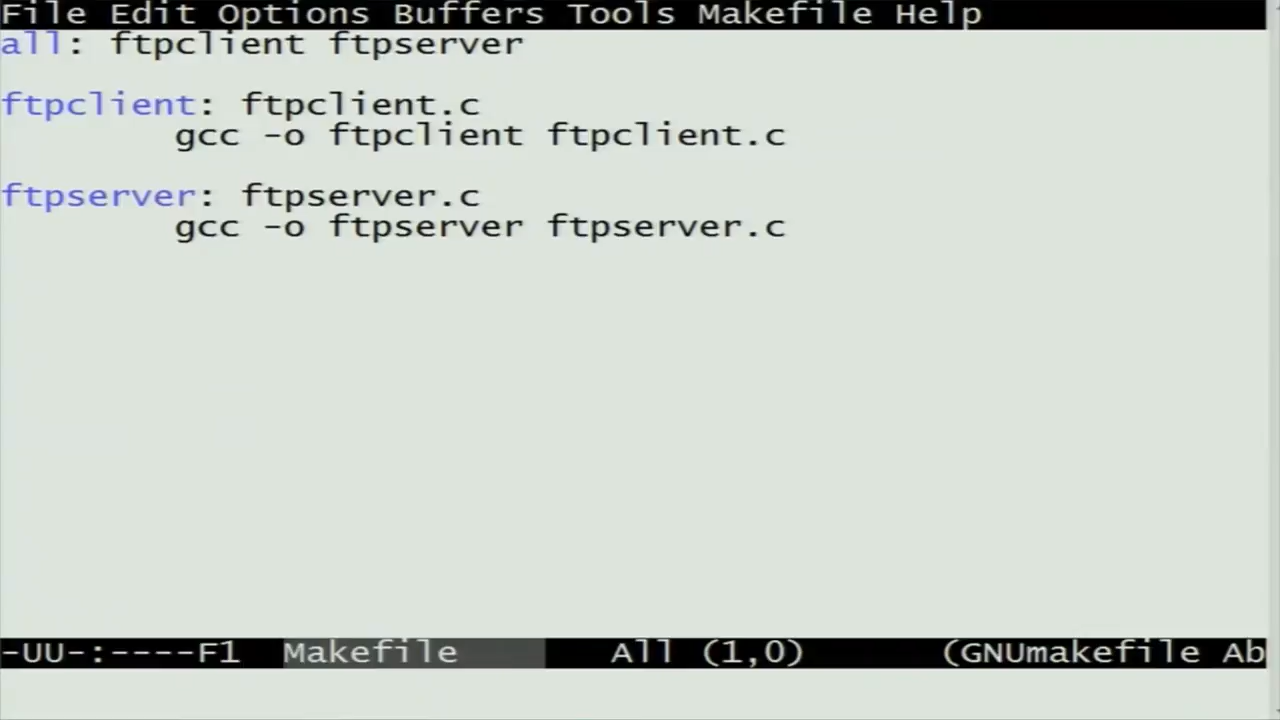 File Edit Options Buffers Tools Makefile Help
all: ftpclient ftpserver
ftpclient: ftpclient.c
gcc -o ftpclient ftpclient.c
ftpserver: ftpserver.c
gcc -o ftpserver ftpserver.c
-UU-:----F1 Makefile All (1,0) (GNUmakefile Ab